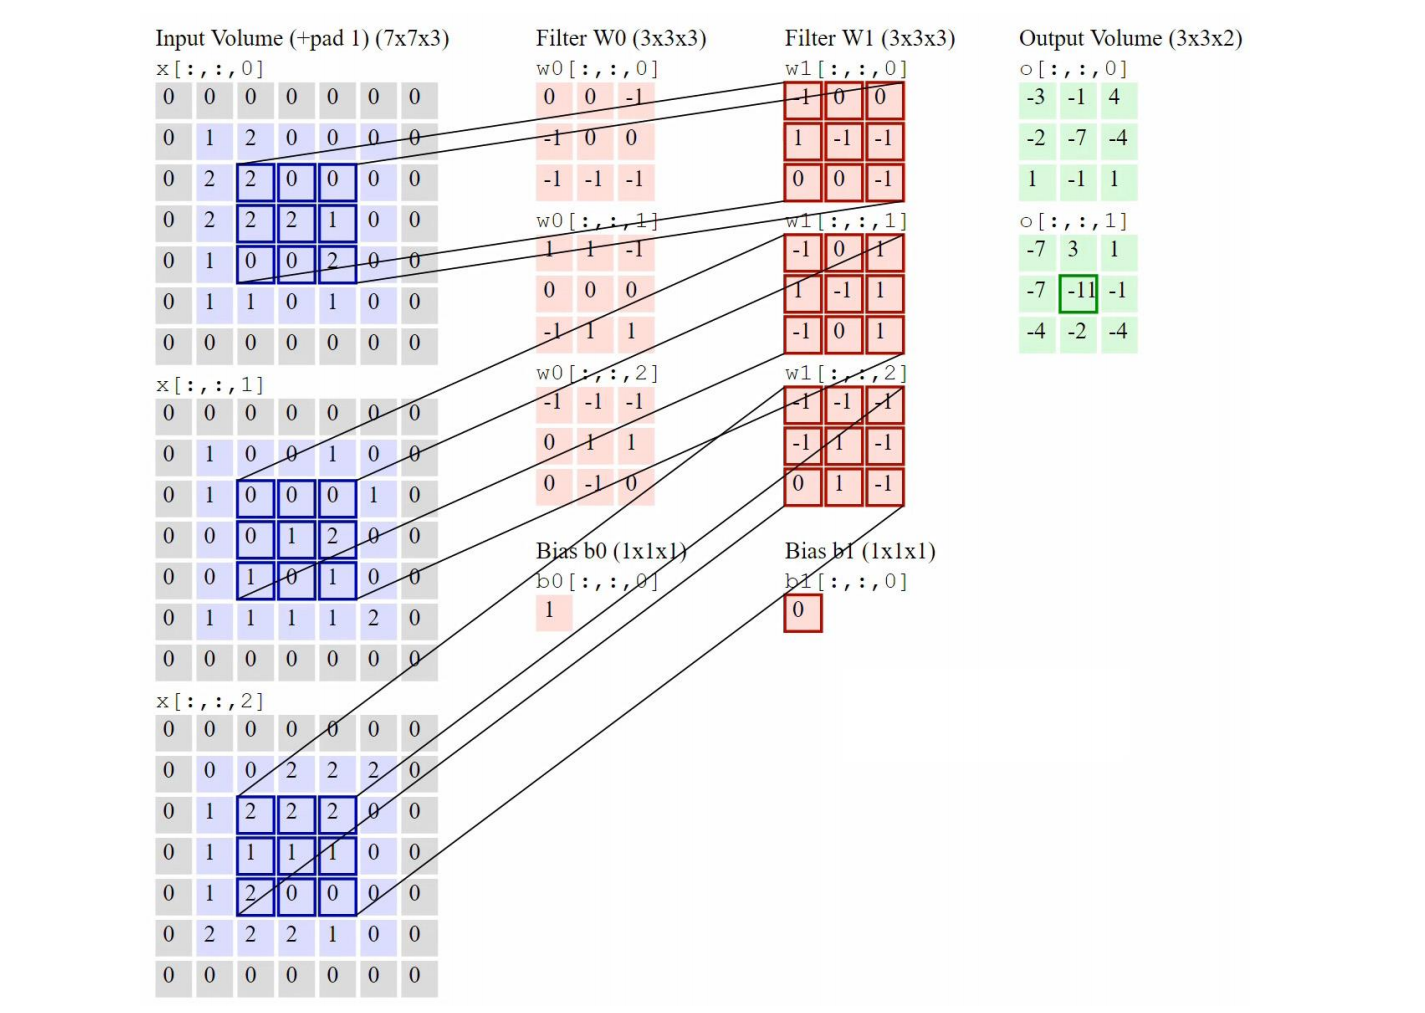 Input Volume (+pad 1) (7x7x3)
x[:,:,0]
0 0 0 0 0 0 0
0 1 2 0 0 0 0
0 2 2 0 0 0 0
0 2 2 2 1 0 0
0 1 0 0 2 0 0
0 1 1 0 1 0 0
0 0 0 0 0 0 0
x[:,:,1]
0 0 0 0 0 0 0
0 1 0 0 1 0 0
0 1 0 0 0 1 0
0 0 0 1 2 0 0
0 0 1 0 1 0 0
0 1 1 1 1 2 0
0 0 0 0 0 0 0
x[:,:,2]
0 0 0 0 0 0 0
0 0 0 2 2 2 0
0 1 2 2 2 0 0
0 1 1 1 1 0 0
0 1 2 0 0 0 0
0 2 2 2 1 0 0
0 0 0 0 0 0 0
Filter W0 (3x3x3)
w0[:,:,0]
0 0 -1
-1 0 0
-1 -1 -1
w0[:,:,1]
1 1 -1
0 0 0
-1 1 1
w0[:,:,2]
-1 -1 -1
0 1 1
0 -1 0
Bias b0 (1x1x1)
b0[:,:,0]
1
Filter W1 (3x3x3)
w1[:,:,0]
-1 0 0
1 -1 -1
0 0 -1
w1[:,:,1]
-1 0 1
1 -1 1
-1 0 1
w1[:,:,2]
-1 -1 -1
-1 1 -1
0 1 -1
Bias b1 (1x1x1)
b1[:,:,0]
0
Output Volume (3x3x2)
o[:,:,0]
-3 -1 4
-2 -7 -4
1 -1 1
o[:,:,1]
-7 3 1
-7 -11 -1
-4 -2 -4